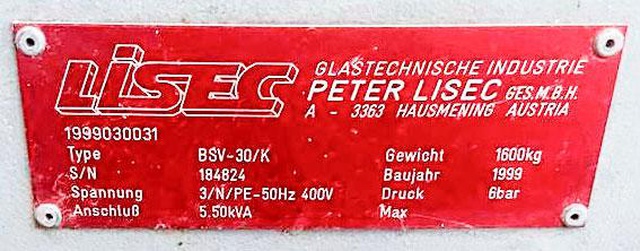 LiSEC
GLASTECHNISCHE INDUSTRIE
PETER LISEC GES.M.B.H.
A - 3363 HAUSMENING AUSTRIA
1999030031
Type BSV-30/K Gewicht 1600kg
S/N 184824 Baujahr 1999
Spannung 3/N/PE-50Hz 400V Druck 6bar
Anschluß 5.50kVA Max